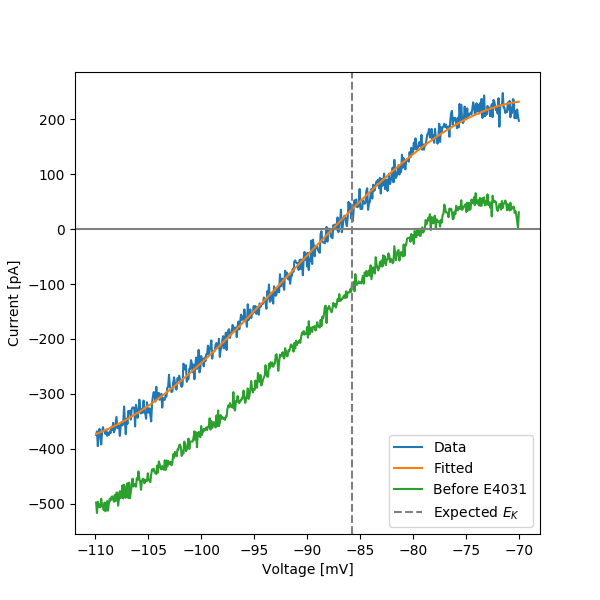 200
100
0
−100
−200
−300
−400
−500
Current [pA]
Data
Fitted
Before E4031
Expected E_K
−110 −105 −100 −95 −90 −85 −80 −75 −70
Voltage [mV]